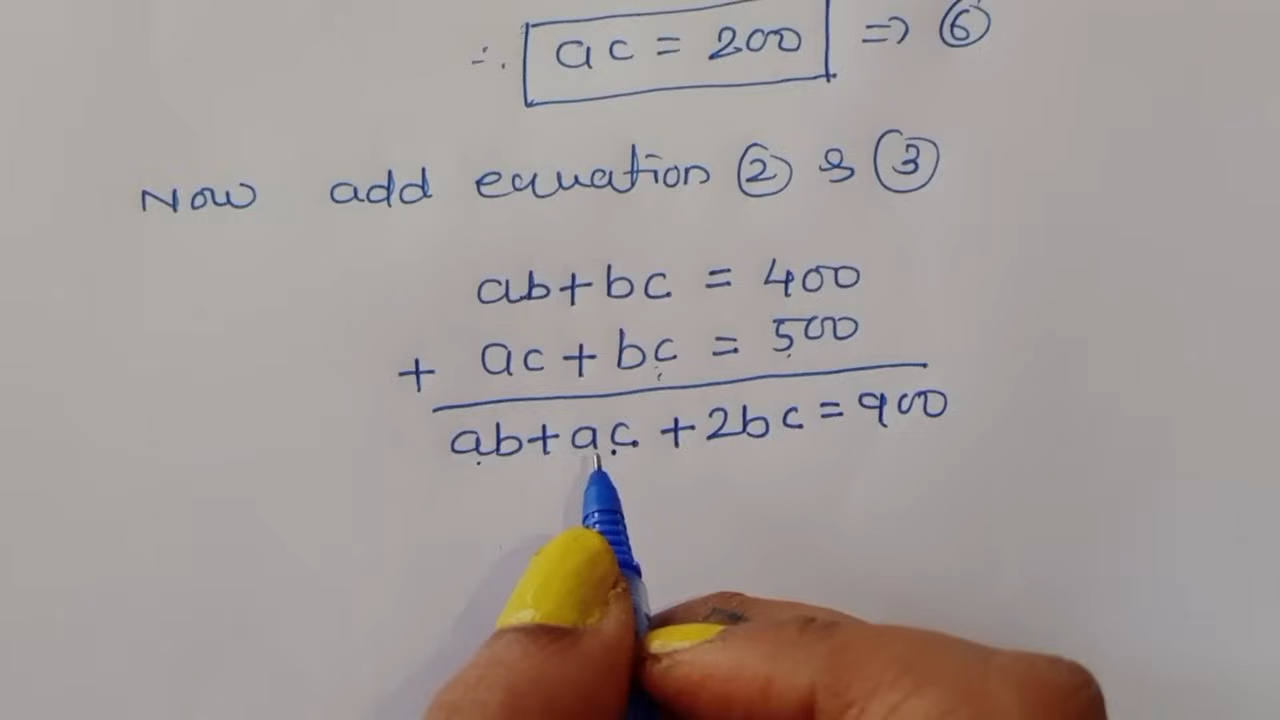 ∴ ac = 200 => ⑥
Now add equation ② & ③
ab+bc = 400
+ ac + bc = 500
ab+ac +2bc = 900